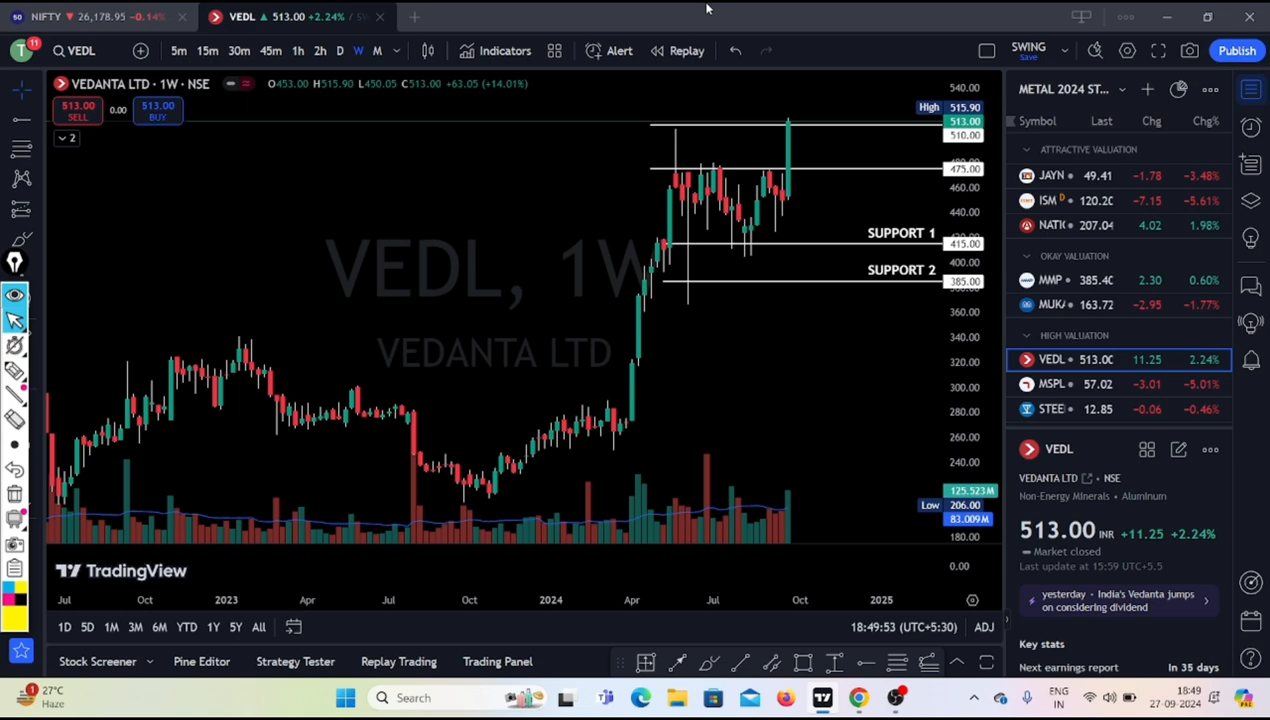 NIFTY ▼ 26,178.95 -0.14%
VEDL ▲ 513.00 +2.24% / SW
T 11 VEDL 5m 15m 30m 45m 1h 2h D W M Indicators Alert Replay SWING Save Publish
VEDANTA LTD · 1W · NSE O453.00 H515.90 L450.05 C513.00 +63.05 (+14.01%)
513.00 SELL 0.00 513.00 BUY
2
VEDL, 1W
VEDANTA LTD
SUPPORT 1
SUPPORT 2
540.00
High 515.90
513.00
510.00
475.00
460.00
440.00
415.00
400.00
385.00
360.00
340.00
320.00
300.00
280.00
260.00
240.00
125.523M
Low 206.00
83.009M
180.00
0.00
TradingView
Jul Oct 2023 Apr Jul Oct 2024 Apr Jul Oct 2025
1D 5D 1M 3M 6M YTD 1Y 5Y All 18:49:53 (UTC+5:30) ADJ
Stock Screener Pine Editor Strategy Tester Replay Trading Trading Panel
METAL 2024 ST...
Symbol Last Chg Chg%
ATTRACTIVE VALUATION
JAYN 49.41 -1.78 -3.48%
ISM D 120.20 -7.15 -5.61%
NATI 207.04 4.02 1.98%
OKAY VALUATION
MMP 385.40 2.30 0.60%
MUKA 163.72 -2.95 -1.77%
HIGH VALUATION
VEDL 513.00 11.25 2.24%
MSPL 57.02 -3.01 -5.01%
STEE 12.85 -0.06 -0.46%
VEDL
VEDANTA LTD · NSE
Non-Energy Minerals · Aluminum
513.00 INR +11.25 +2.24%
Market closed
Last update at 15:59 UTC+5.5
yesterday · India's Vedanta jumps
on considering dividend
Key stats
Next earnings report In 35 days
1 27°C
Haze
Search
ENG
IN
18:49
27-09-2024